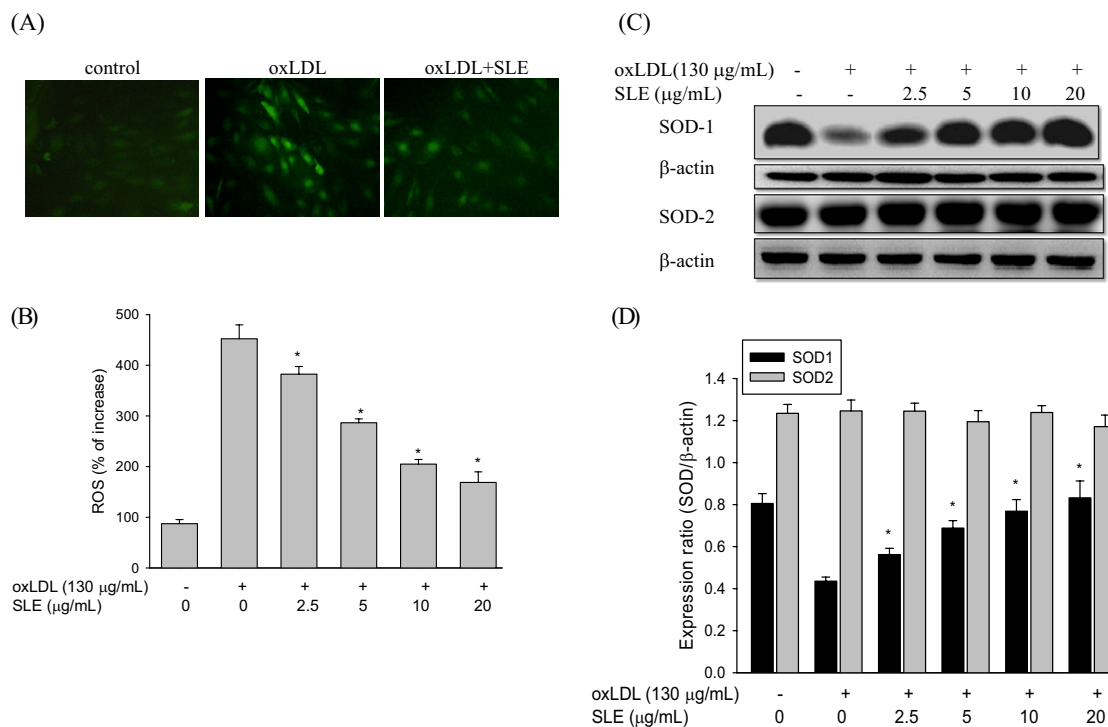 (A)
control oxLDL oxLDL+SLE
(B)
ROS (% of increase)
500
400
300
200
100
0
* * * *
oxLDL (130 μg/mL) - + + + + +
SLE (μg/mL) 0 0 2.5 5 10 20
(C)
oxLDL(130 μg/mL) - + + + + +
SLE (μg/mL) - - 2.5 5 10 20
SOD-1
β-actin
SOD-2
β-actin
(D)
SOD1
SOD2
Expression ratio (SOD/β-actin)
1.4
1.2
1.0
0.8
0.6
0.4
0.2
0.0
* * * *
oxLDL (130 μg/mL) - + + + + +
SLE (μg/mL) 0 0 2.5 5 10 20